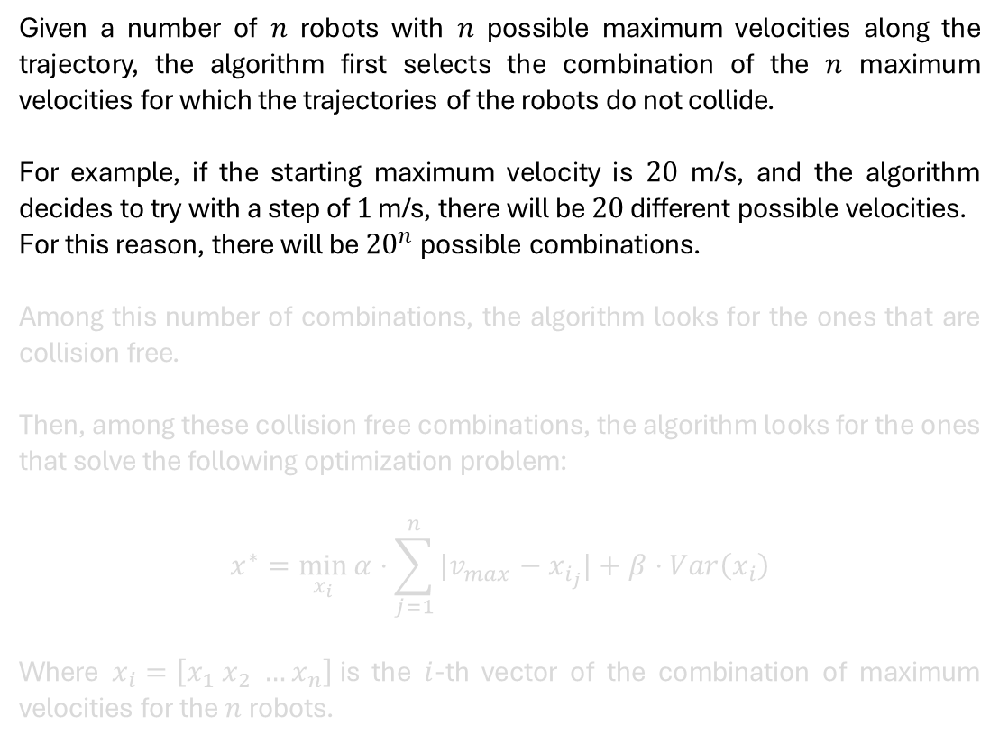 Given a number of n robots with n possible maximum velocities along the
trajectory, the algorithm first selects the combination of the n maximum
velocities for which the trajectories of the robots do not collide.
For example, if the starting maximum velocity is 20 m/s, and the algorithm
decides to try with a step of 1 m/s, there will be 20 different possible velocities.
For this reason, there will be 20ⁿ possible combinations.
Among this number of combinations, the algorithm looks for the ones that are
collision free.
Then, among these collision free combinations, the algorithm looks for the ones
that solve the following optimization problem:
x* = min_{x_i} α · ∑_{j=1}^{n} |v_{max} − x_{i_j}| + β · Var(x_i)
Where x_i = [x_1 x_2 … x_n] is the i-th vector of the combination of maximum
velocities for the n robots.